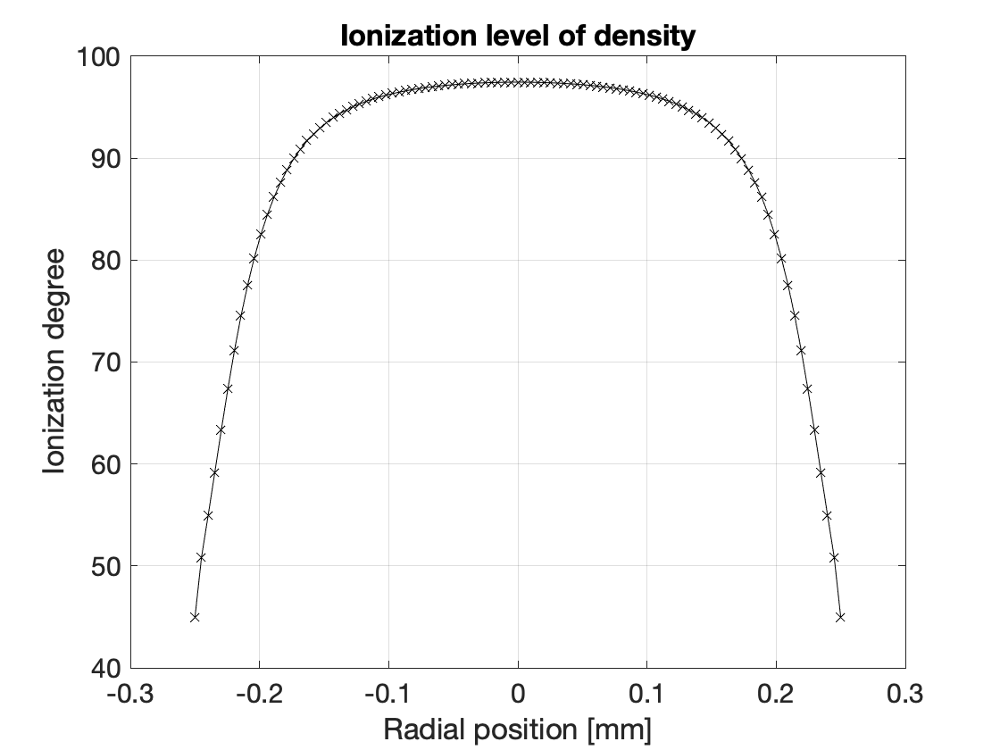 Ionization level of density
100
90
80
70
60
50
40
Ionization degree
-0.3 -0.2 -0.1 0 0.1 0.2 0.3
Radial position [mm]